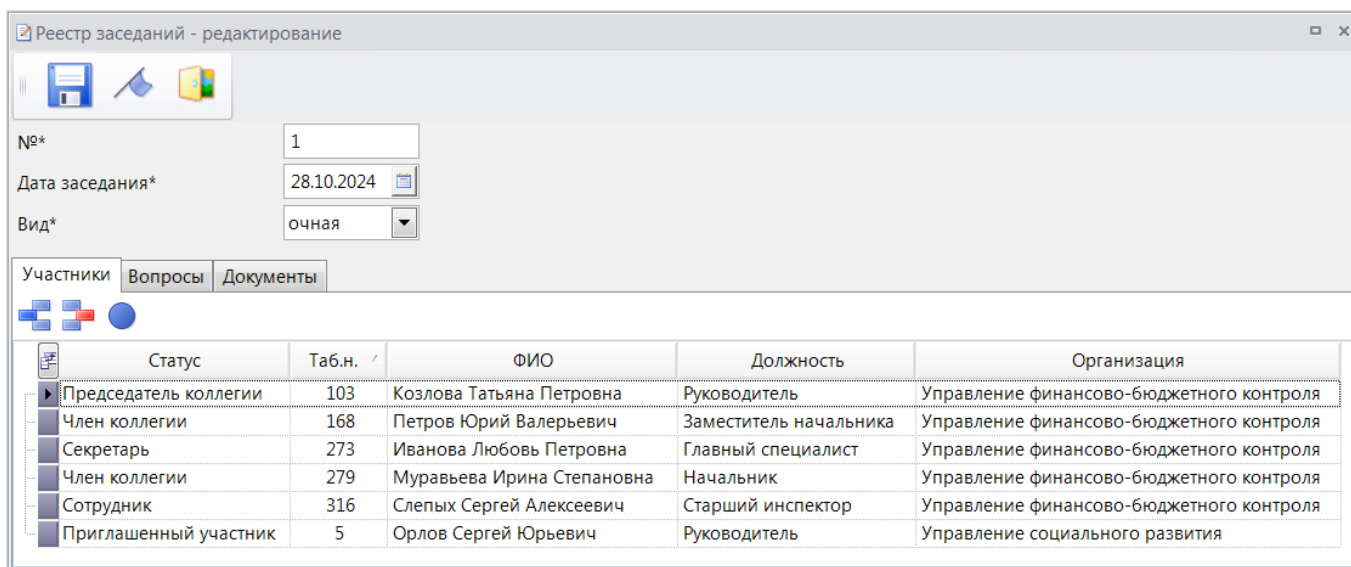 Реестр заседаний - редактирование
№* 1
Дата заседания* 28.10.2024
Вид* очная
Участники Вопросы Документы
Статус Таб.н. ФИО Должность Организация
Председатель коллегии 103 Козлова Татьяна Петровна Руководитель Управление финансово-бюджетного контроля
Член коллегии 168 Петров Юрий Валерьевич Заместитель начальника Управление финансово-бюджетного контроля
Секретарь 273 Иванова Любовь Петровна Главный специалист Управление финансово-бюджетного контроля
Член коллегии 279 Муравьева Ирина Степановна Начальник Управление финансово-бюджетного контроля
Сотрудник 316 Слепых Сергей Алексеевич Старший инспектор Управление финансово-бюджетного контроля
Приглашенный участник 5 Орлов Сергей Юрьевич Руководитель Управление социального развития